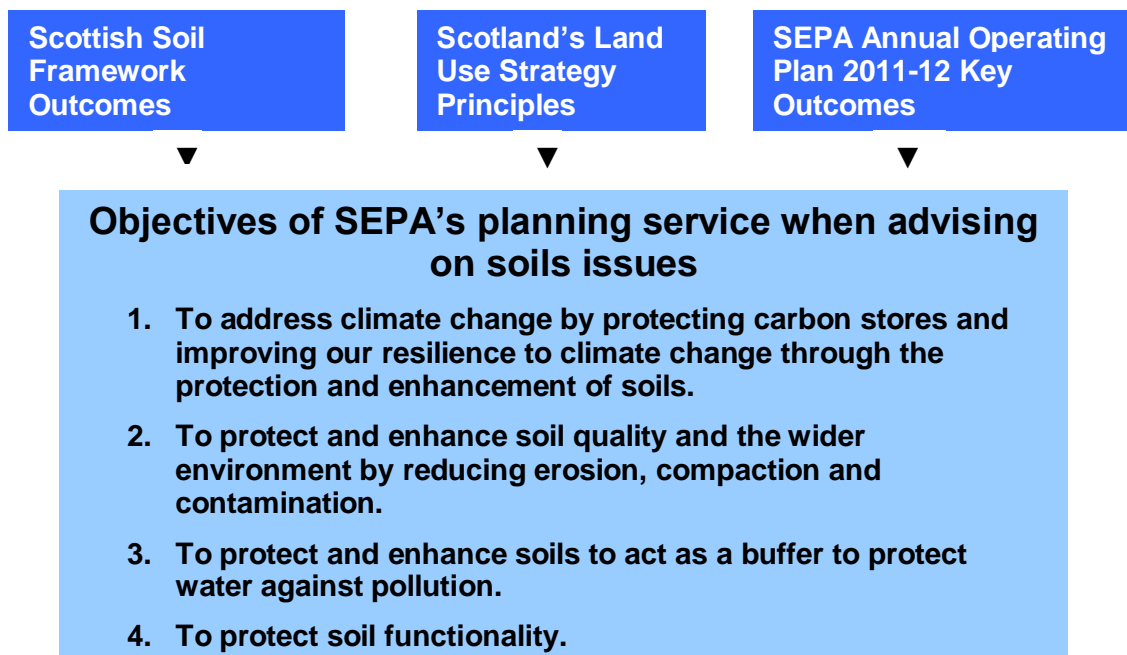 Scottish Soil
Framework
Outcomes
Scotland's Land
Use Strategy
Principles
SEPA Annual Operating
Plan 2011-12 Key
Outcomes
Objectives of SEPA's planning service when advising
on soils issues
1. To address climate change by protecting carbon stores and
improving our resilience to climate change through the
protection and enhancement of soils.
2. To protect and enhance soil quality and the wider
environment by reducing erosion, compaction and
contamination.
3. To protect and enhance soils to act as a buffer to protect
water against pollution.
4. To protect soil functionality.